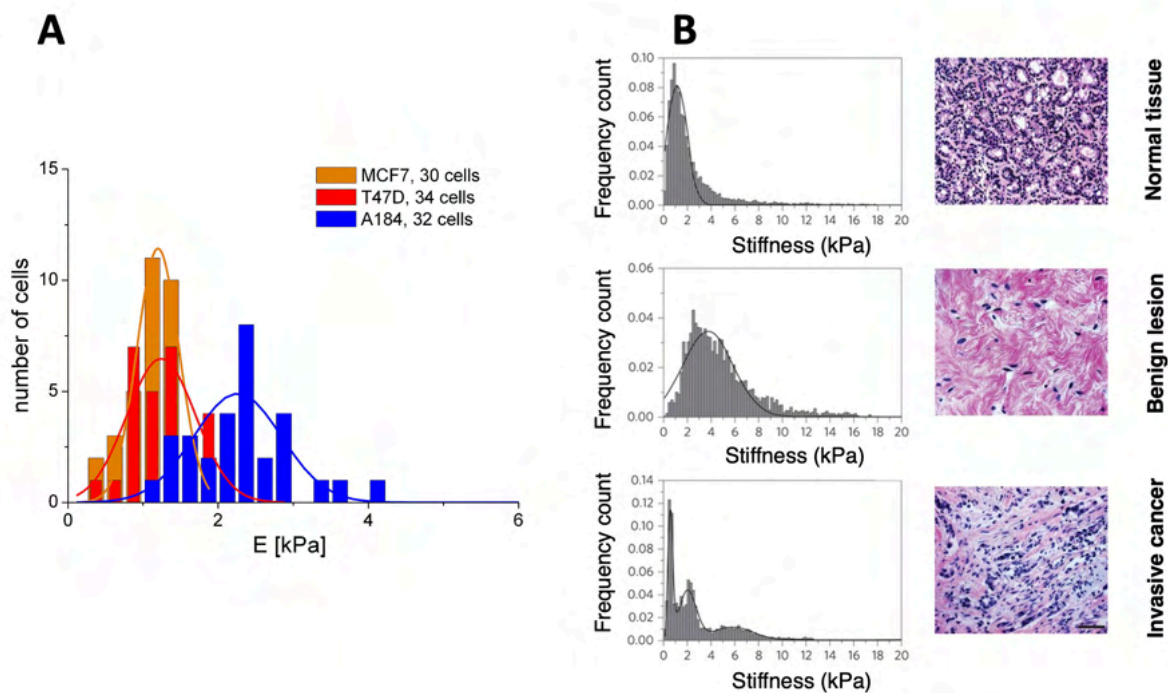 A
15
10
5
0
number of cells
0 2 4 6
E [kPa]
MCF7, 30 cells
T47D, 34 cells
A184, 32 cells
B
0.10
0.08
0.06
0.04
0.02
0.00
Frequency count
0 2 4 6 8 10 12 14 16 18 20
Stiffness (kPa)
Normal tissue
0.06
0.04
0.02
0.00
Frequency count
0 2 4 6 8 10 12 14 16 18 20
Stiffness (kPa)
Benign lesion
0.14
0.12
0.10
0.08
0.06
0.04
0.02
0.00
Frequency count
0 2 4 6 8 10 12 14 16 18 20
Stiffness (kPa)
Invasive cancer